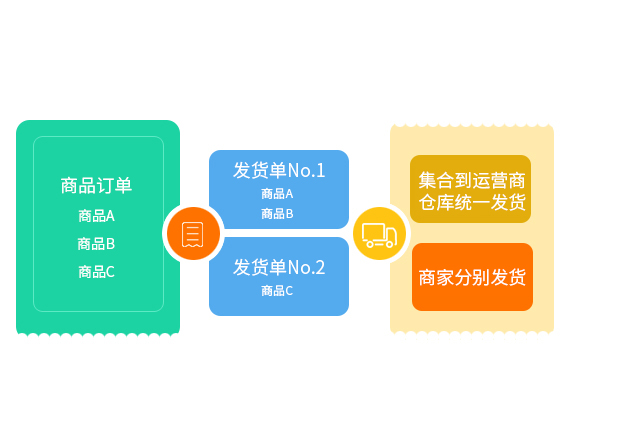 商品订单
商品A
商品B
商品C
发货单No.1
商品A
商品B
发货单No.2
商品C
集合到运营商
仓库统一发货
商家分别发货